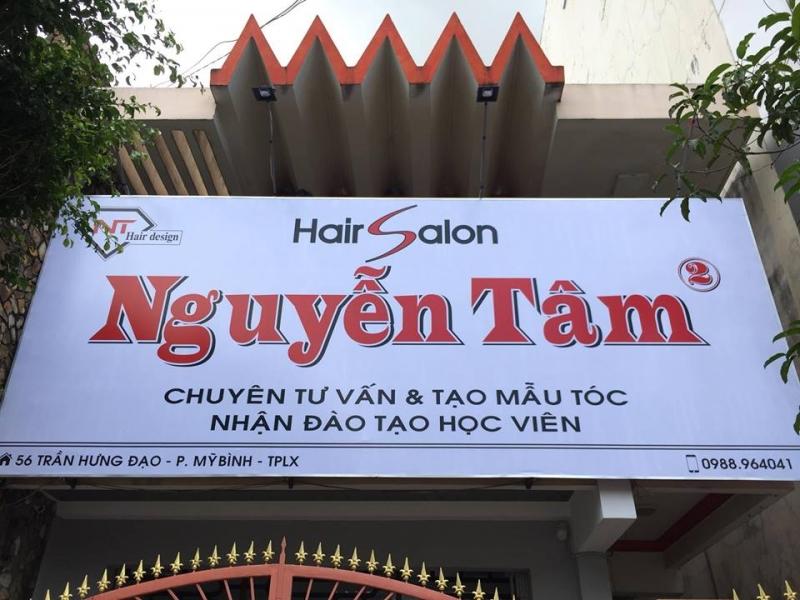 NT
Hair design
Hair Salon
Nguyễn Tâm 2
CHUYÊN TƯ VẤN & TẠO MẪU TÓC
NHẬN ĐÀO TẠO HỌC VIÊN
56 TRẦN HƯNG ĐẠO - P. MỸ BÌNH - TPLX
0988.964041